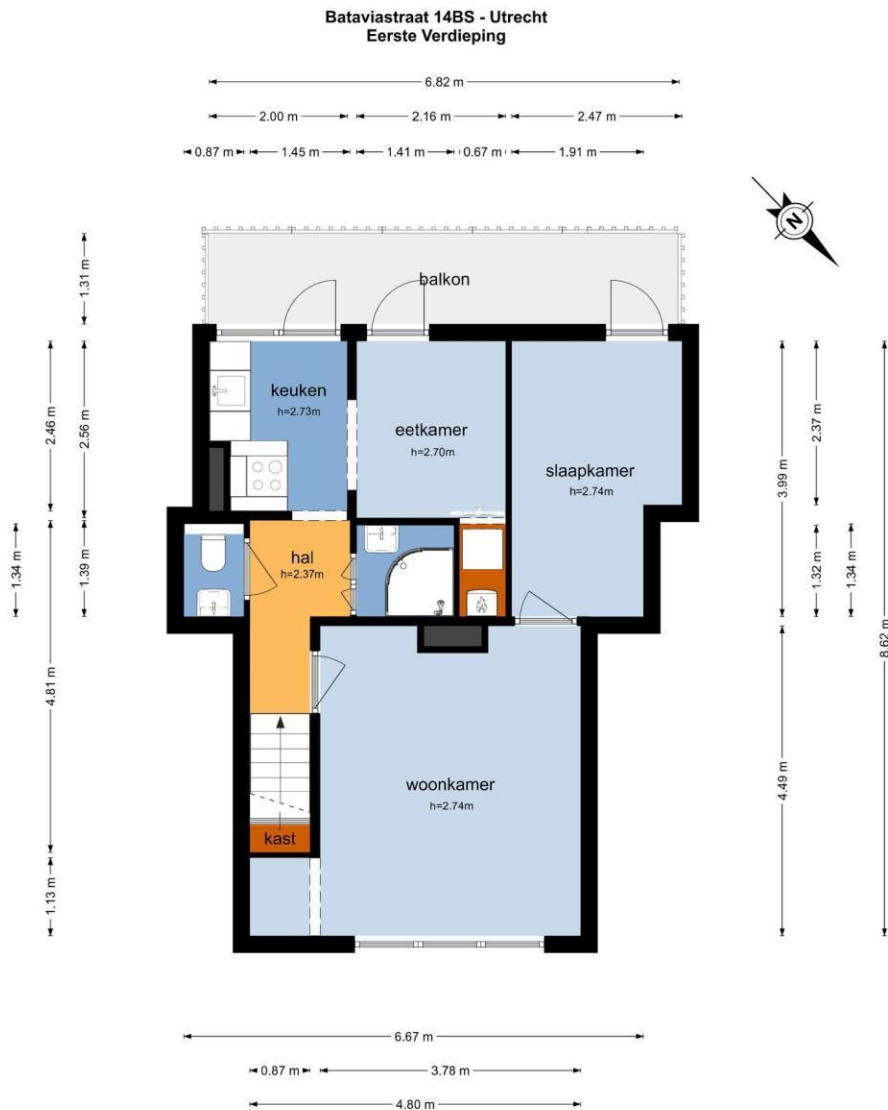 Bataviastraat 14BS - Utrecht
Eerste Verdieping
6.82 m
2.00 m
2.16 m
2.47 m
0.87 m
1.45 m
1.41 m
0.67 m
1.91 m
N
balkon
1.31 m
keuken
h=2.73m
eetkamer
h=2.70m
slaapkamer
h=2.74m
2.46 m
2.56 m
3.99 m
2.37 m
hal
h=2.37m
1.34 m
1.39 m
1.32 m
1.34 m
8.62 m
4.81 m
4.49 m
woonkamer
h=2.74m
kast
1.13 m
6.67 m
0.87 m
3.78 m
4.80 m